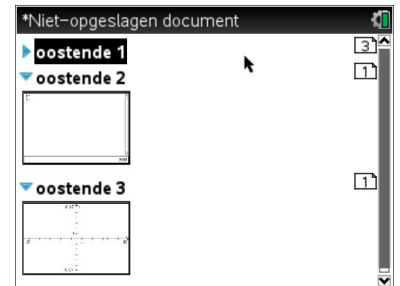 *Niet-opgeslagen document
oostende 1
3
oostende 2
1
oostende 3
1